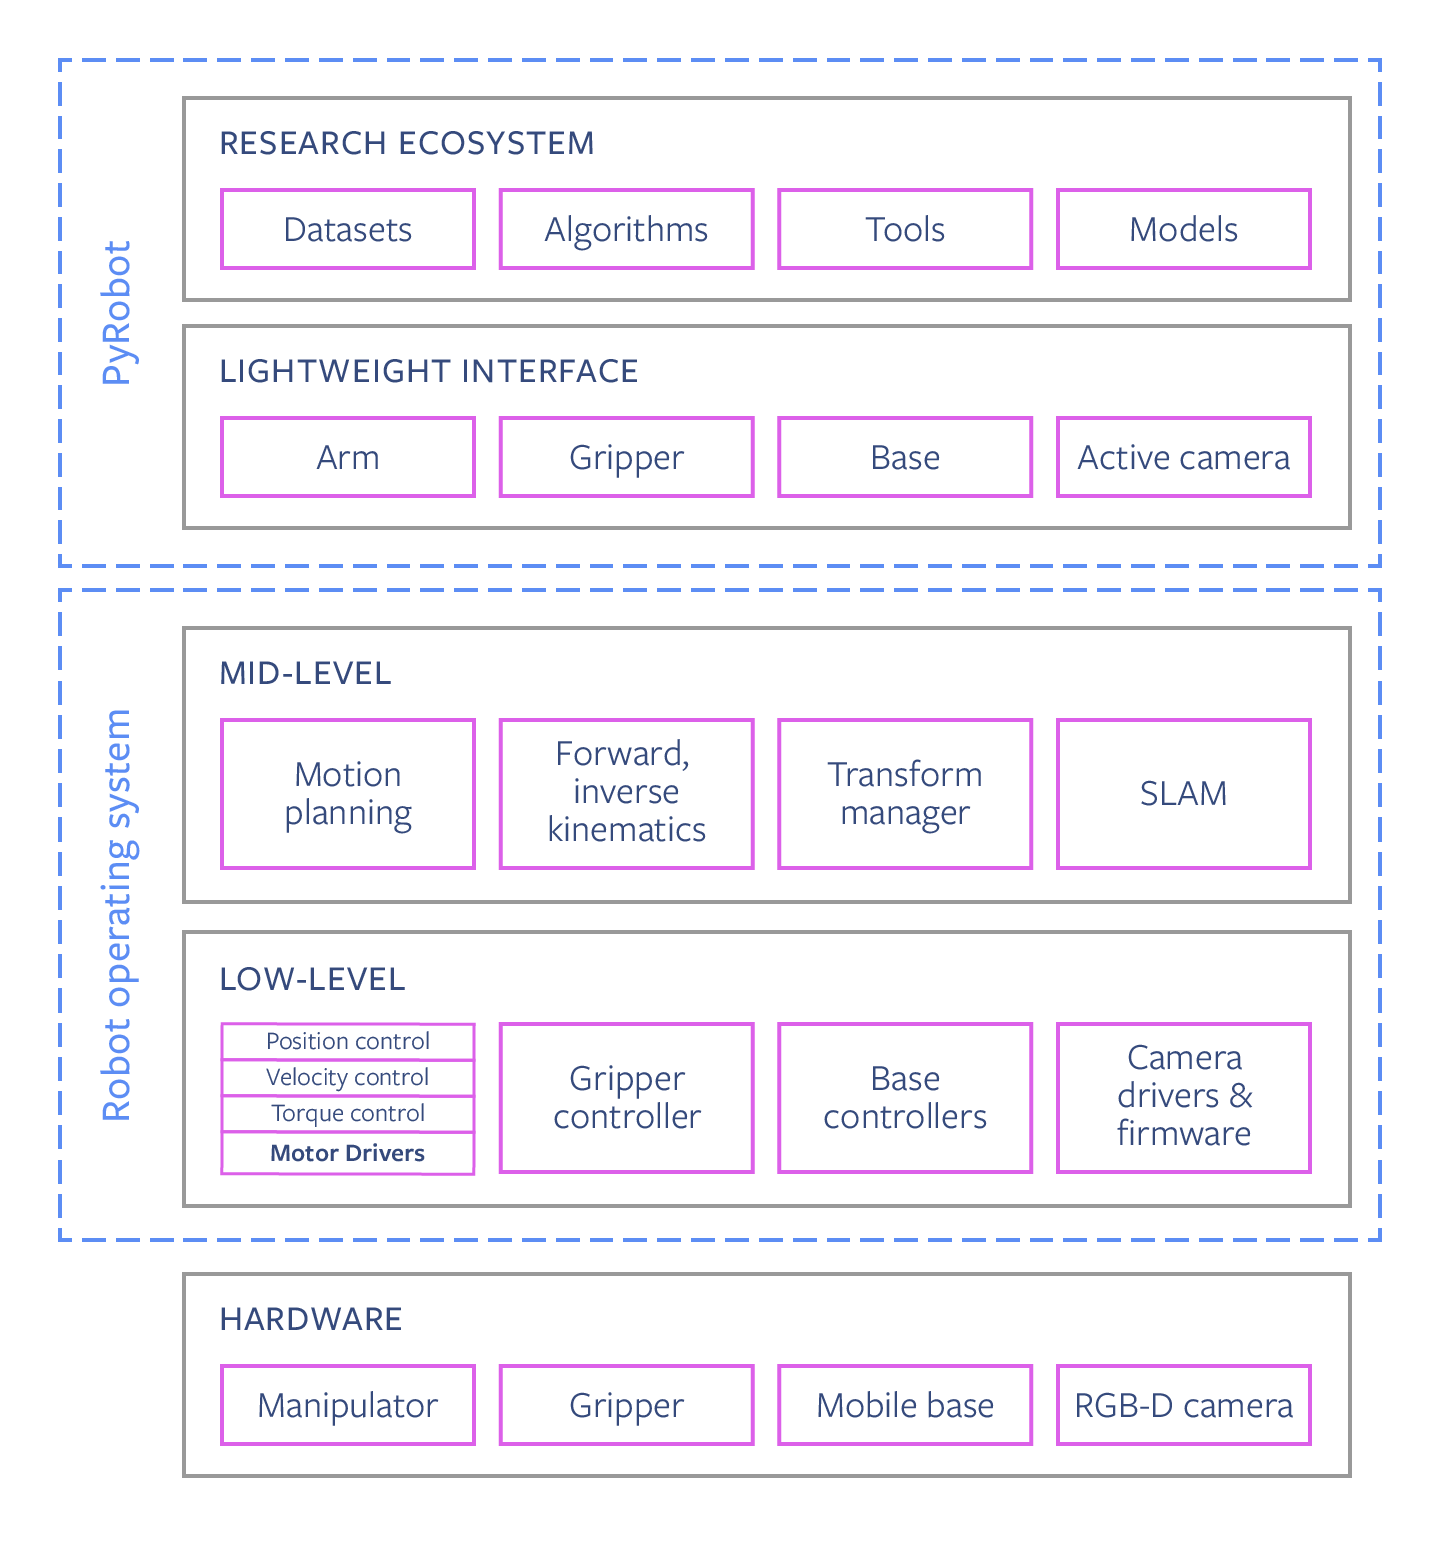 PyRobot
RESEARCH ECOSYSTEM
Datasets
Algorithms
Tools
Models
LIGHTWEIGHT INTERFACE
Arm
Gripper
Base
Active camera
Robot operating system
MID-LEVEL
Motion
planning
Forward,
inverse
kinematics
Transform
manager
SLAM
LOW-LEVEL
Position control
Velocity control
Torque control
Motor Drivers
Gripper
controller
Base
controllers
Camera
drivers &
firmware
HARDWARE
Manipulator
Gripper
Mobile base
RGB-D camera